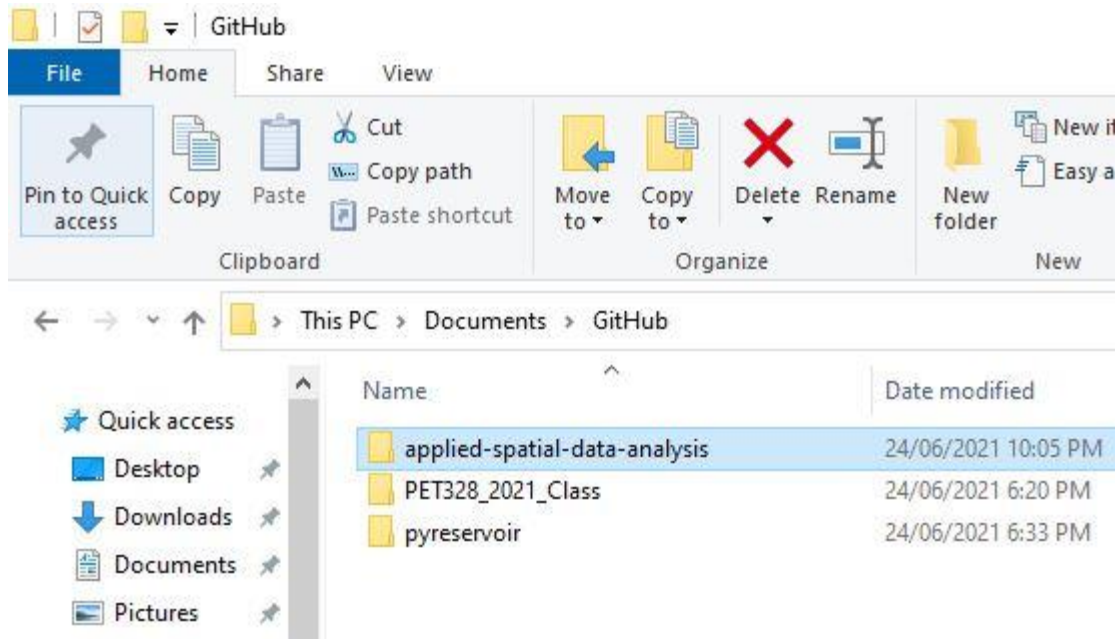 GitHub
File Home Share View
Pin to Quick access
Copy
Paste
Cut
Copy path
Paste shortcut
Move to
Copy to
Delete
Rename
New folder
New
Easy
Clipboard Organize New
This PC > Documents > GitHub
Name Date modified
Quick access
Desktop
Downloads
Documents
Pictures
applied-spatial-data-analysis 24/06/2021 10:05 PM
PET328_2021_Class 24/06/2021 6:20 PM
pyreservoir 24/06/2021 6:33 PM